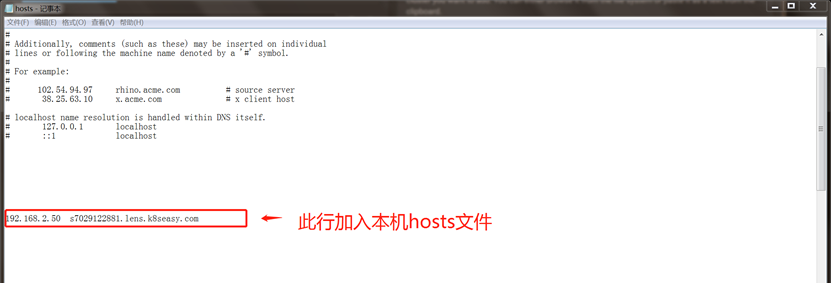 hosts - 记事本
文件(F) 编辑(E) 格式(O) 查看(V) 帮助(H)
#
# Additionally, comments (such as these) may be inserted on individual
# lines or following the machine name denoted by a '#' symbol.
#
# For example:
#
# 102.54.94.97 rhino.acme.com # source server
# 38.25.63.10 x.acme.com # x client host
# localhost name resolution is handled within DNS itself.
# 127.0.0.1 localhost
# ::1 localhost
192.168.2.50 s7029122881.lens.k8seasy.com
此行加入本机hosts文件